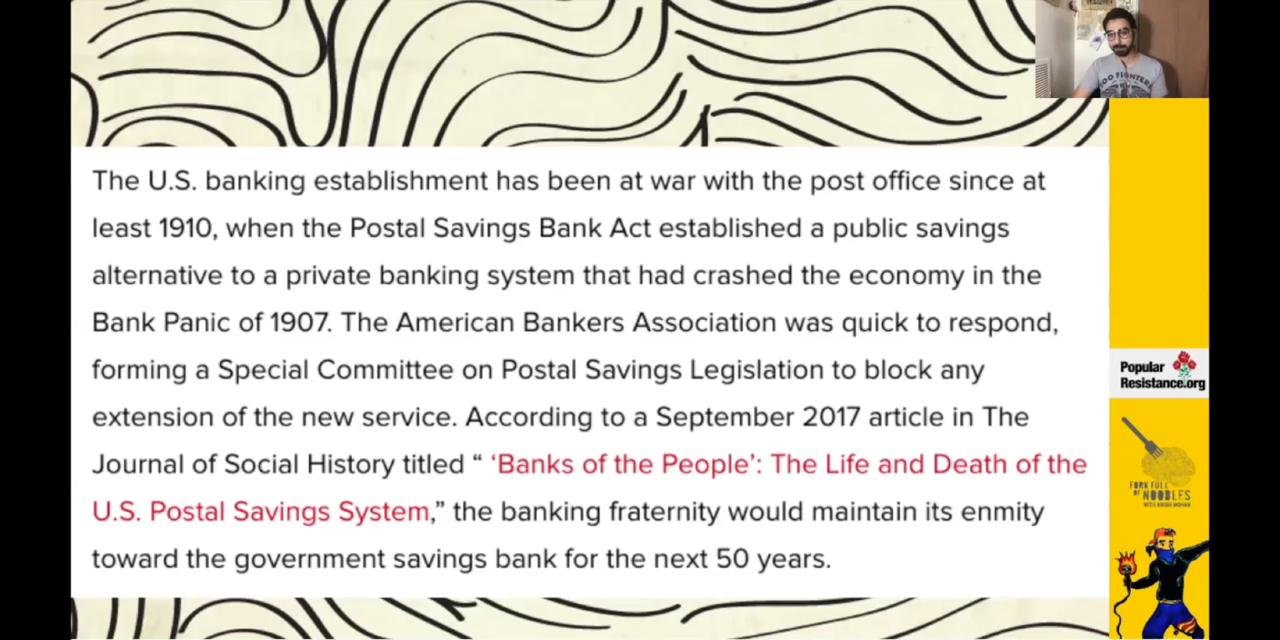 FOO FIGHTERS
The U.S. banking establishment has been at war with the post office since at
least 1910, when the Postal Savings Bank Act established a public savings
alternative to a private banking system that had crashed the economy in the
Bank Panic of 1907. The American Bankers Association was quick to respond,
forming a Special Committee on Postal Savings Legislation to block any
extension of the new service. According to a September 2017 article in The
Journal of Social History titled “ ‘Banks of the People’: The Life and Death of the
U.S. Postal Savings System,” the banking fraternity would maintain its enmity
toward the government savings bank for the next 50 years.
Popular
Resistance.org
FORK FULL
OF NOODLES